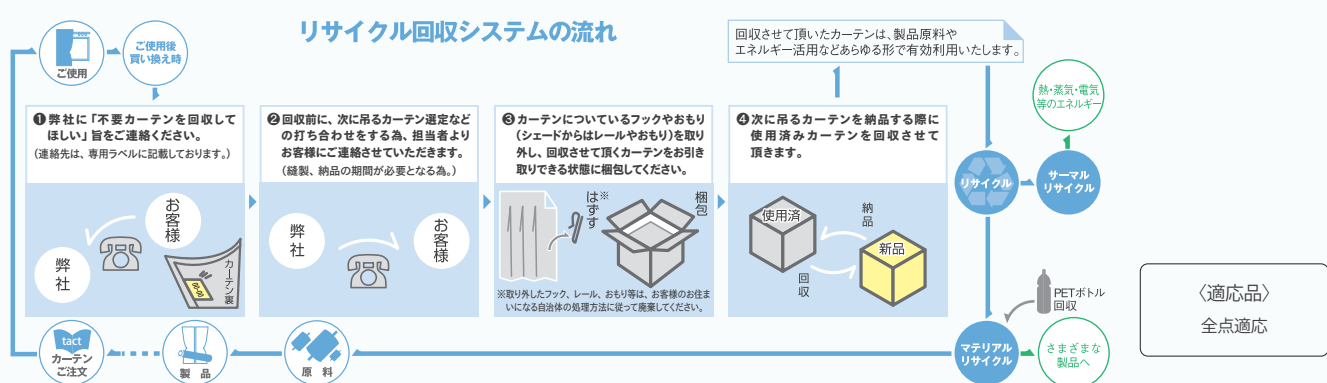 リサイクル回収システムの流れ
ご使用
ご使用後
買い換え時
❶弊社に「不要カーテンを回収して
ほしい」旨をご連絡ください。
(連絡先は、専用ラベルに記載しております。)
お客様
弊社
カーテン裏
❷回収前に、次に吊るカーテン選定など
の打ち合わせをする為、担当者より
お客様にご連絡させていただきます。
(縫製、納品の期間が必要となる為。)
弊社
お客様
❸カーテンについているフックやおもり
(シェードからはレールやおもり)を取り
外し、回収させて頂くカーテンをお引き
取りできる状態に梱包してください。
はずす※
梱包
※取り外したフック、レール、おもり等は、お客様のお住ま
いになる自治体の処理方法に従って廃棄してください。
❹次に吊るカーテンを納品する際に
使用済みカーテンを回収させて
頂きます。
使用済
納品
新品
回収
回収させて頂いたカーテンは、製品原料や
エネルギー活用などあらゆる形で有効利用いたします。
リサイクル
サーマル
リサイクル
熱・蒸気・電気
等のエネルギー
PETボトル
回収
マテリアル
リサイクル
さまざまな
製品へ
原料
製品
tact
カーテン
ご注文
〈適応品〉
全点適応